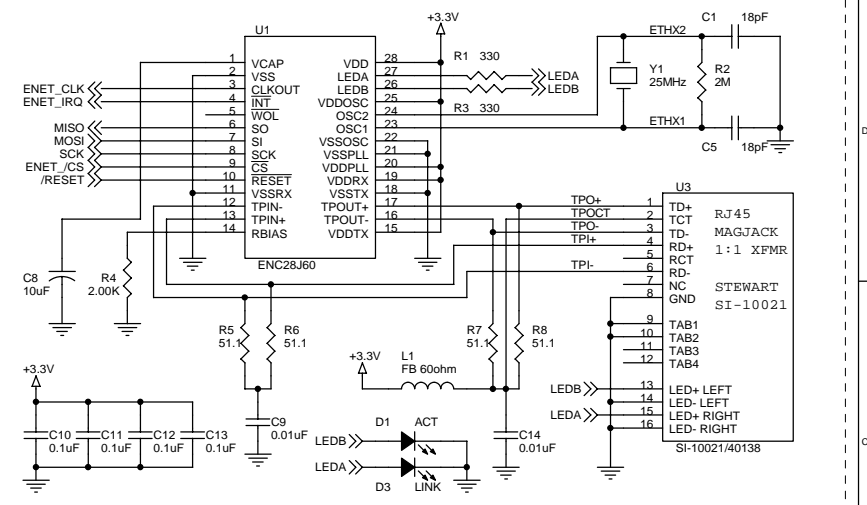 U1
1 VCAP
2 VSS
3 CLKOUT
4 INT
5 WOL
6 SO
7 SI
8 SCK
9 CS
10 RESET
11 VSSRX
12 TPIN-
13 TPIN+
14 RBIAS
VDD 28
LEDA 27
LEDB 26
VDDOSC 25
OSC2 24
OSC1 23
VSSOSC 22
VSSPLL 21
VDDPLL 20
VDDRX 19
VSSTX 18
TPOUT+ 17
TPOUT- 16
VDDTX 15
ENC28J60
ENET_CLK
ENET_IRQ
MISO
MOSI
SCK
ENET_/CS
/RESET
+3.3V
R1 330
LEDA
LEDB
R3 330
ETHX2
C1 18pF
Y1
25MHz
R2
2M
ETHX1
C5 18pF
D
U3
TPO+ 1 TD+
TPOCT 2 TCT
TPO- 3 TD-
TPI+ 4 RD+
5 RCT
TPI- 6 RD-
7 NC
8 GND
9 TAB1
10 TAB2
11 TAB3
12 TAB4
LEDB 13 LED+ LEFT
14 LED- LEFT
LEDA 15 LED+ RIGHT
16 LED- RIGHT
RJ45
MAGJACK
1:1 XFMR
STEWART
SI-10021
SI-10021/40138
C8
10uF
R4
2.00K
R5
51.1
R6
51.1
R7
51.1
R8
51.1
+3.3V
L1
FB 60ohm
+3.3V
C10
0.1uF
C11
0.1uF
C12
0.1uF
C13
0.1uF
C9
0.01uF
D1 ACT
LEDB
LEDA
D3 LINK
C14
0.01uF
C